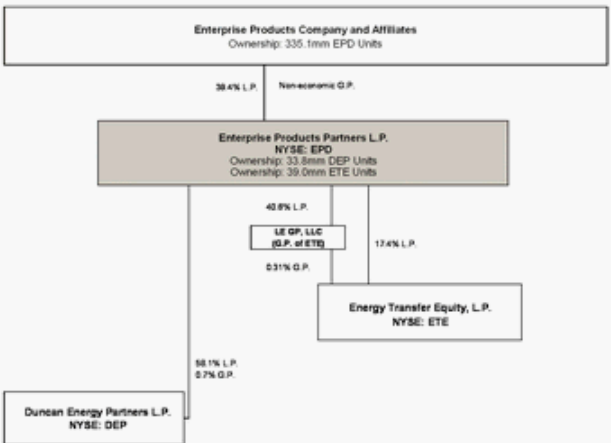 Enterprise Products Company and Affiliates
Ownership: 335.1mm EPD Units
38.4% L.P. Non-economic G.P.
Enterprise Products Partners L.P.
NYSE: EPD
Ownership: 33.8mm DEP Units
Ownership: 39.0mm ETE Units
40.6% L.P.
LE GP, LLC
(G.P. of ETE)
17.4% L.P.
0.31% G.P.
Energy Transfer Equity, L.P.
NYSE: ETE
58.1% L.P.
0.7% G.P.
Duncan Energy Partners L.P.
NYSE: DEP